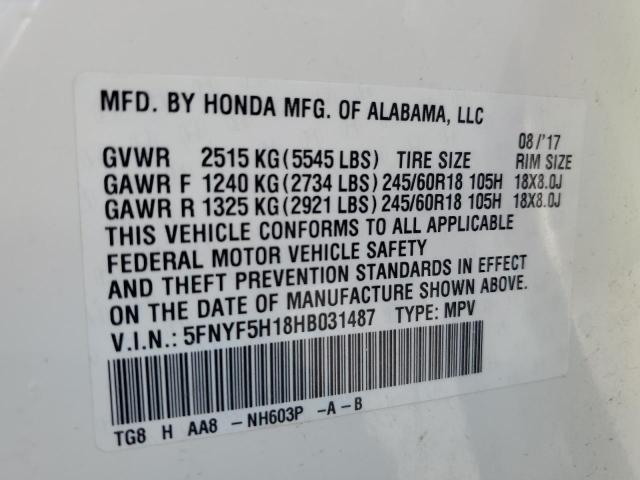 MFD. BY HONDA MFG. OF ALABAMA, LLC
08/'17
GVWR 2515 KG(5545 LBS) TIRE SIZE RIM SIZE
GAWR F 1240 KG(2734 LBS) 245/60R18 105H 18X8.0J
GAWR R 1325 KG(2921 LBS) 245/60R18 105H 18X8.0J
THIS VEHICLE CONFORMS TO ALL APPLICABLE
FEDERAL MOTOR VEHICLE SAFETY
AND THEFT PREVENTION STANDARDS IN EFFECT
ON THE DATE OF MANUFACTURE SHOWN ABOVE.
V.I.N.: 5FNYF5H18HB031487 TYPE: MPV
TG8 H AA8 - NH603P -A-B